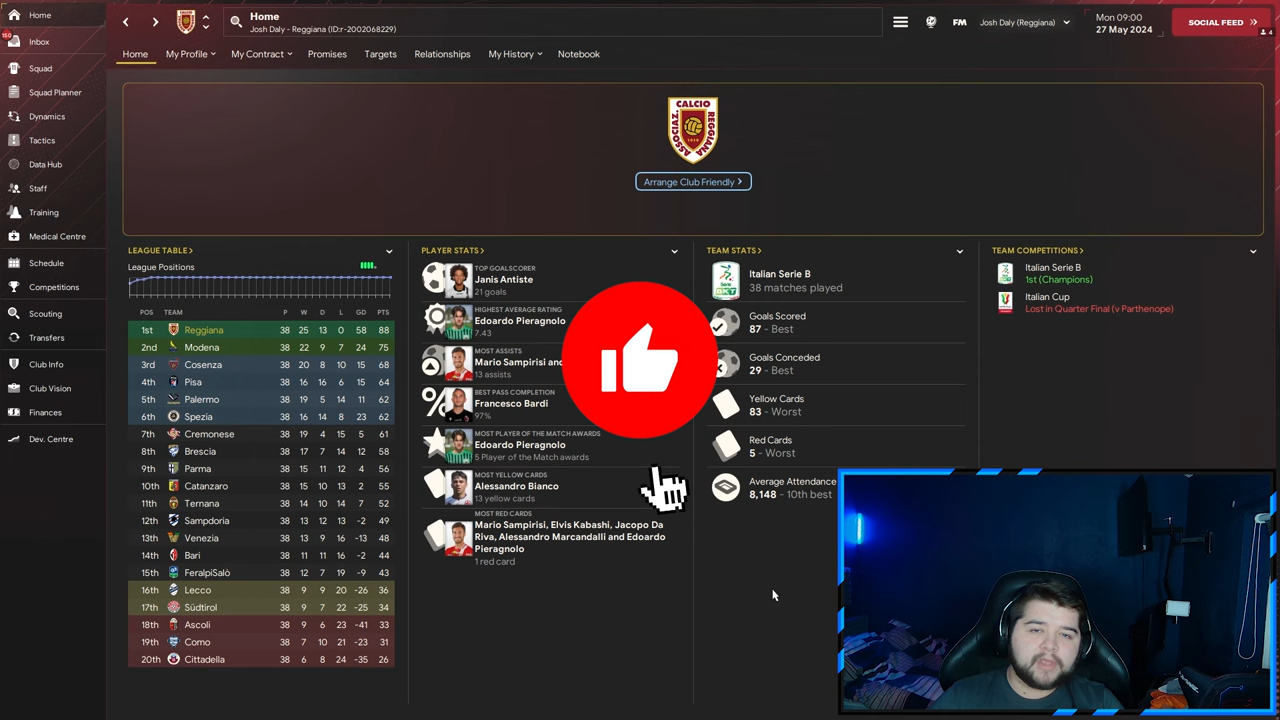 Home
150
Inbox
Squad
Squad Planner
Dynamics
Tactics
Data Hub
Staff
Training
Medical Centre
Schedule
Competitions
Scouting
Transfers
Club Info
Club Vision
Finances
Dev. Centre
Home
Josh Daly - Reggiana (ID:r-2002068229)
FM
Josh Daly (Reggiana)
Mon 09:00
27 May 2024
SOCIAL FEED
4
Home My Profile My Contract Promises Targets Relationships My History Notebook
CALCIO
REGGIANA
ASSOCIAZ.
1919
Arrange Club Friendly >
LEAGUE TABLE >
League Positions
POS TEAM P W D L GD PTS
1st Reggiana 38 25 13 0 58 88
2nd Modena 38 22 9 7 24 75
3rd Cosenza 38 20 8 10 15 68
4th Pisa 38 16 16 6 15 64
5th Palermo 38 19 5 14 11 62
6th Spezia 38 16 14 8 23 62
7th Cremonese 38 19 4 15 5 61
8th Brescia 38 17 7 14 12 58
9th Parma 38 15 11 12 4 56
10th Catanzaro 38 15 10 13 2 55
11th Ternana 38 14 10 14 7 52
12th Sampdoria 38 13 12 13 -2 49
13th Venezia 38 13 9 16 -13 48
14th Bari 38 11 11 16 -2 44
15th FeralpiSalò 38 12 7 19 -9 43
16th Lecco 38 9 9 20 -26 36
17th Südtirol 38 9 7 22 -25 34
18th Ascoli 38 9 6 23 -41 33
19th Como 38 7 10 21 -23 31
20th Cittadella 38 6 8 24 -35 26
PLAYER STATS >
TOP GOALSCORER
Janis Antiste
21 goals
HIGHEST AVERAGE RATING
Edoardo Pieragnolo
7.43
MOST ASSISTS
Mario Sampirisi and
13 assists
BEST PASS COMPLETION
Francesco Bardi
97%
MOST PLAYER OF THE MATCH AWARDS
Edoardo Pieragnolo
5 Player of the Match awards
MOST YELLOW CARDS
Alessandro Bianco
13 yellow cards
MOST RED CARDS
Mario Sampirisi, Elvis Kabashi, Jacopo Da
Riva, Alessandro Marcandalli and Edoardo
Pieragnolo
1 red card
TEAM STATS >
BKT
Italian Serie B
38 matches played
Goals Scored
87 - Best
Goals Conceded
29 - Best
Yellow Cards
83 - Worst
Red Cards
5 - Worst
Average Attendance
8,148 - 10th best
TEAM COMPETITIONS >
Italian Serie B
1st (Champions)
Italian Cup
Lost in Quarter Final (v Parthenope)